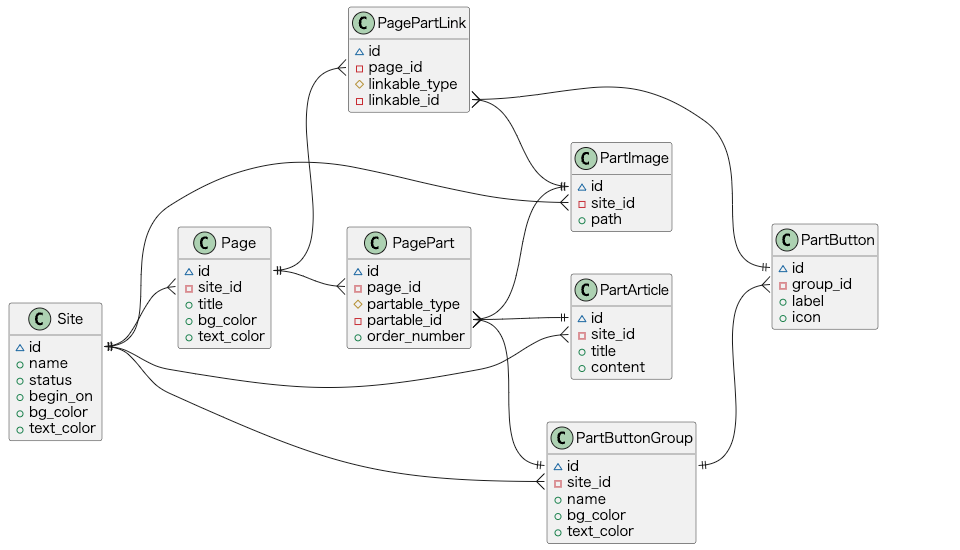 C PagePartLink
id
page_id
linkable_type
linkable_id
C PartImage
id
site_id
path
C Page
id
site_id
title
bg_color
text_color
C PagePart
id
page_id
partable_type
partable_id
order_number
C PartButton
id
group_id
label
icon
C PartArticle
id
site_id
title
content
C Site
id
name
status
begin_on
bg_color
text_color
C PartButtonGroup
id
site_id
name
bg_color
text_color